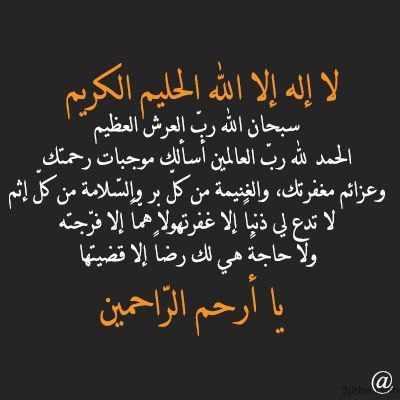 لا إله إلا الله الحليم الكريم
سبحان الله ربّ العرش العظيم
الحمد لله ربّ العالمين أسألك موجبات رحمتك
وعزائم مغفرتك، والغنيمة من كلّ بر والسّلامة من كلّ إثم
لا تدع لي ذنباً إلا غفرتهولا هماً إلا فرّجته
ولا حاجةً هي لك رضاً إلا قضيتها
يا أرحم الرّاحمين
@